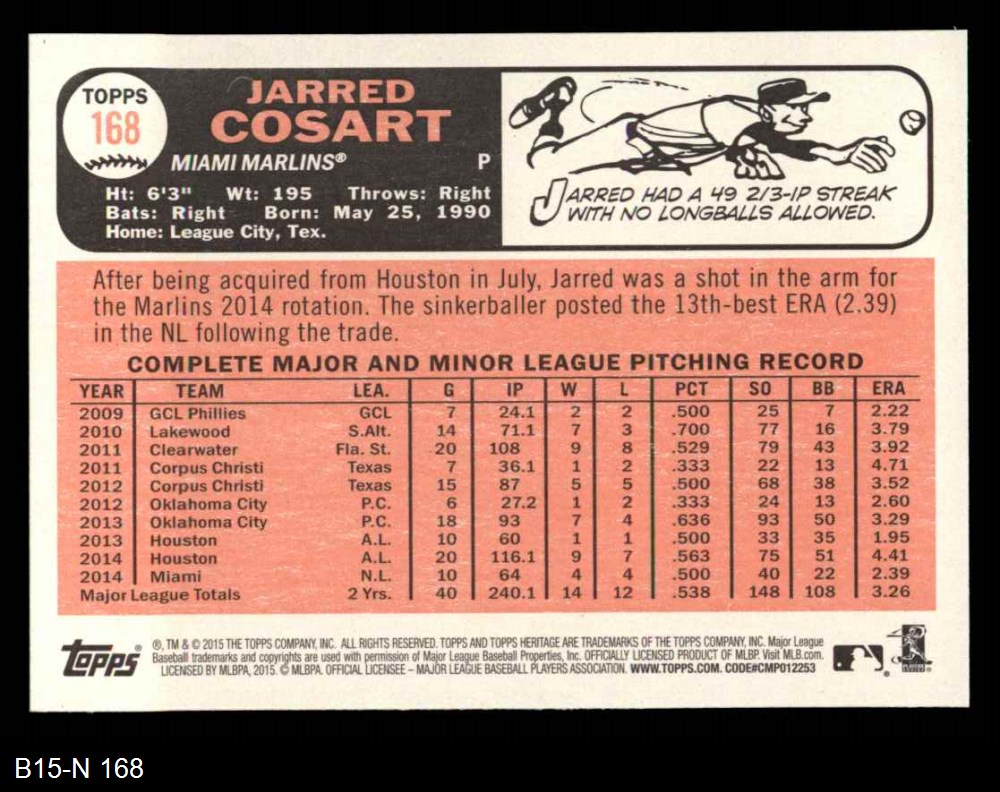 TOPPS
168
JARRED
COSART
MIAMI MARLINS® P
Ht: 6'3" Wt: 195 Throws: Right
Bats: Right Born: May 25, 1990
Home: League City, Tex.
JARRED HAD A 49 2/3-IP STREAK
WITH NO LONGBALLS ALLOWED.
After being acquired from Houston in July, Jarred was a shot in the arm for
the Marlins 2014 rotation. The sinkerballer posted the 13th-best ERA (2.39)
in the NL following the trade.
COMPLETE MAJOR AND MINOR LEAGUE PITCHING RECORD
YEAR TEAM LEA. G IP W L PCT SO BB ERA
2009 GCL Phillies GCL 7 24.1 2 2 .500 25 7 2.22
2010 Lakewood S.Alt. 14 71.1 7 3 .700 77 16 3.79
2011 Clearwater Fla. St. 20 108 9 8 .529 79 43 3.92
2011 Corpus Christi Texas 7 36.1 1 2 .333 22 13 4.71
2012 Corpus Christi Texas 15 87 5 5 .500 68 38 3.52
2012 Oklahoma City P.C. 6 27.2 1 2 .333 24 13 2.60
2013 Oklahoma City P.C. 18 93 7 4 .636 93 50 3.29
2013 Houston A.L. 10 60 1 1 .500 33 35 1.95
2014 Houston A.L. 20 116.1 9 7 .563 75 51 4.41
2014 Miami N.L. 10 64 4 4 .500 40 22 2.39
Major League Totals 2 Yrs. 40 240.1 14 12 .538 148 108 3.26
Topps®
®, TM & © 2015 THE TOPPS COMPANY, INC. ALL RIGHTS RESERVED. TOPPS AND TOPPS HERITAGE ARE TRADEMARKS OF THE TOPPS COMPANY, INC. Major League
Baseball trademarks and copyrights are used with permission of Major League Baseball Properties, Inc. OFFICIALLY LICENSED PRODUCT OF MLBP. Visit MLB.com.
LICENSED BY MLBPA, 2015. © MLBPA. OFFICIAL LICENSEE – MAJOR LEAGUE BASEBALL PLAYERS ASSOCIATION. WWW.TOPPS.COM. CODE#CMP012253
B15-N 168